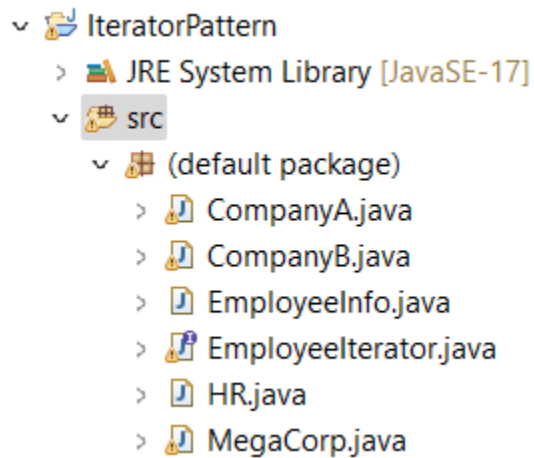 IteratorPattern
JRE System Library [JavaSE-17]
src
(default package)
CompanyA.java
CompanyB.java
EmployeeInfo.java
EmployeeIterator.java
HR.java
MegaCorp.java